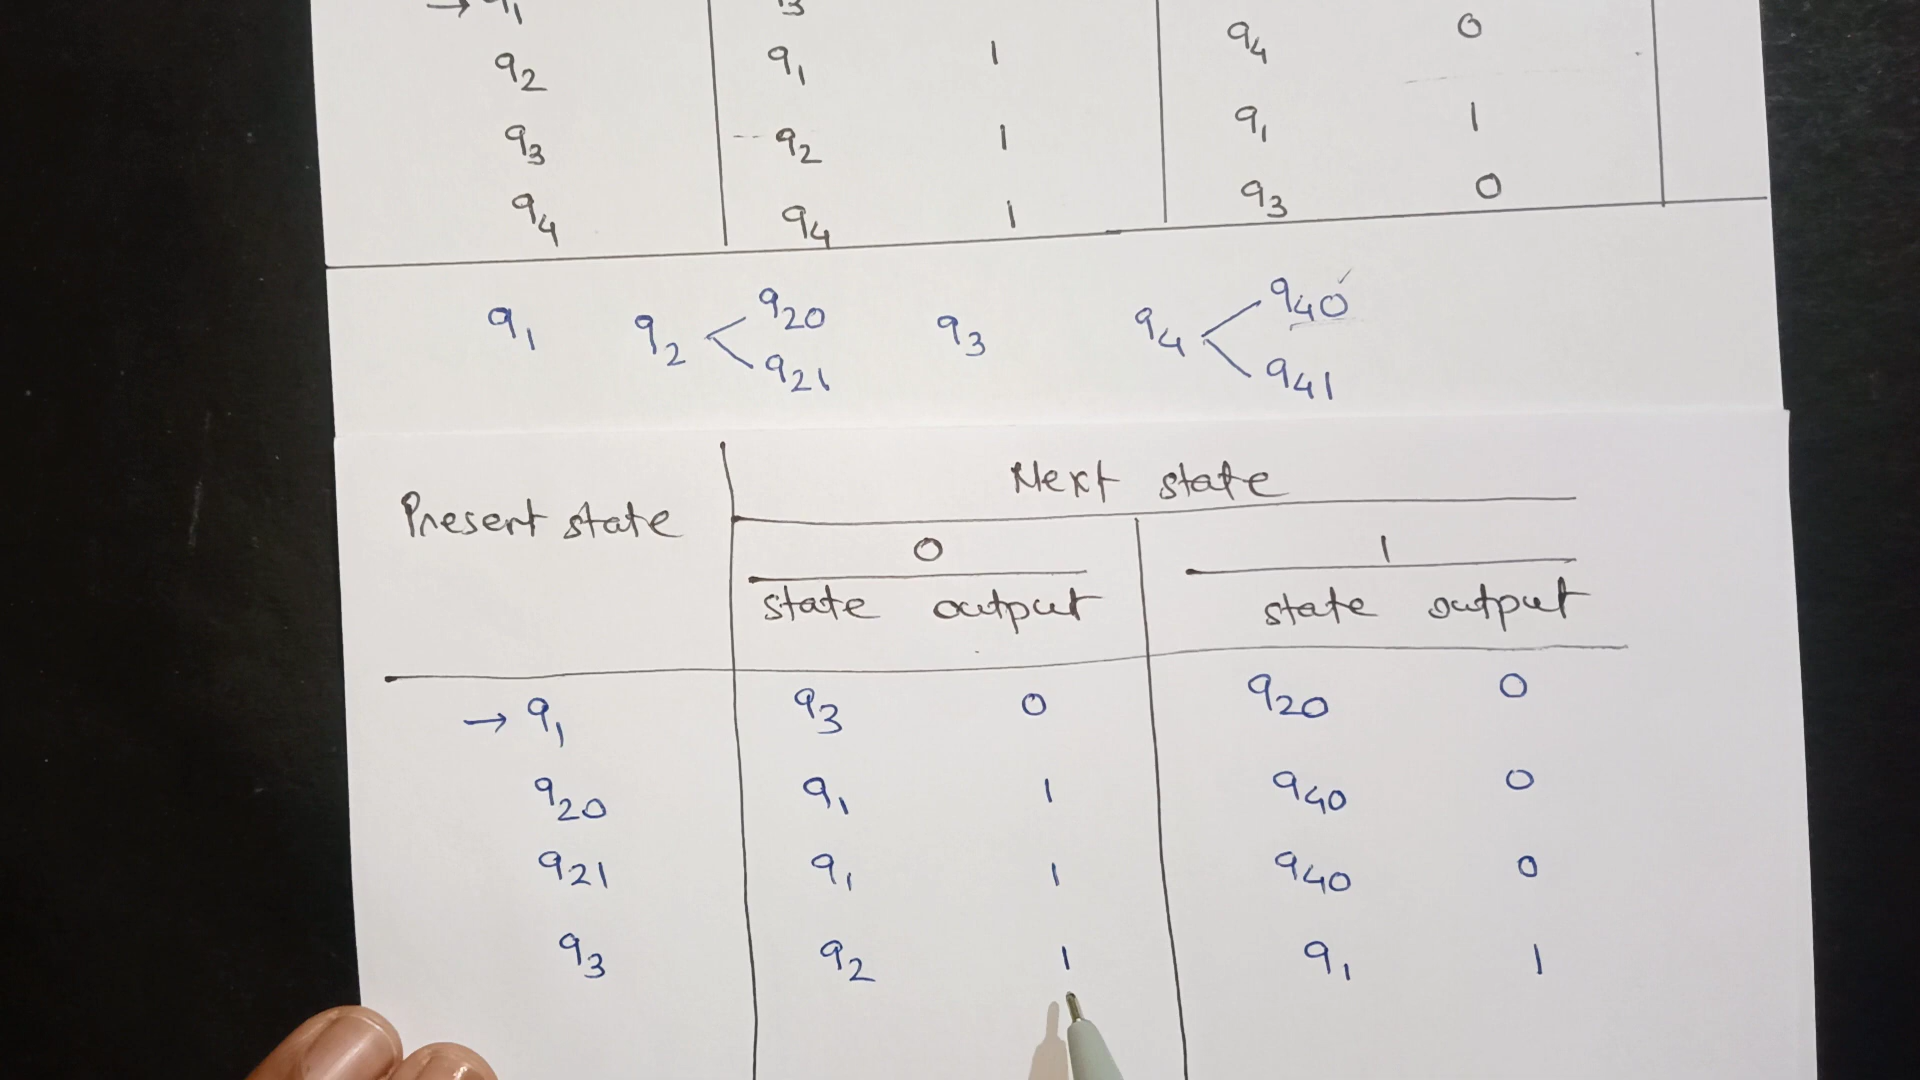 → q1 3
q2 q1 1 q4 0
q3 q2 1 q1 1
q4 q4 1 q3 0
q1 q2 < q20 q21 q3 q4 < q40 q41
Present state Next state
0 1
state output state output
→ q1 q3 0 q20 0
q20 q1 1 q40 0
q21 q1 1 q40 0
q3 q2 1 q1 1